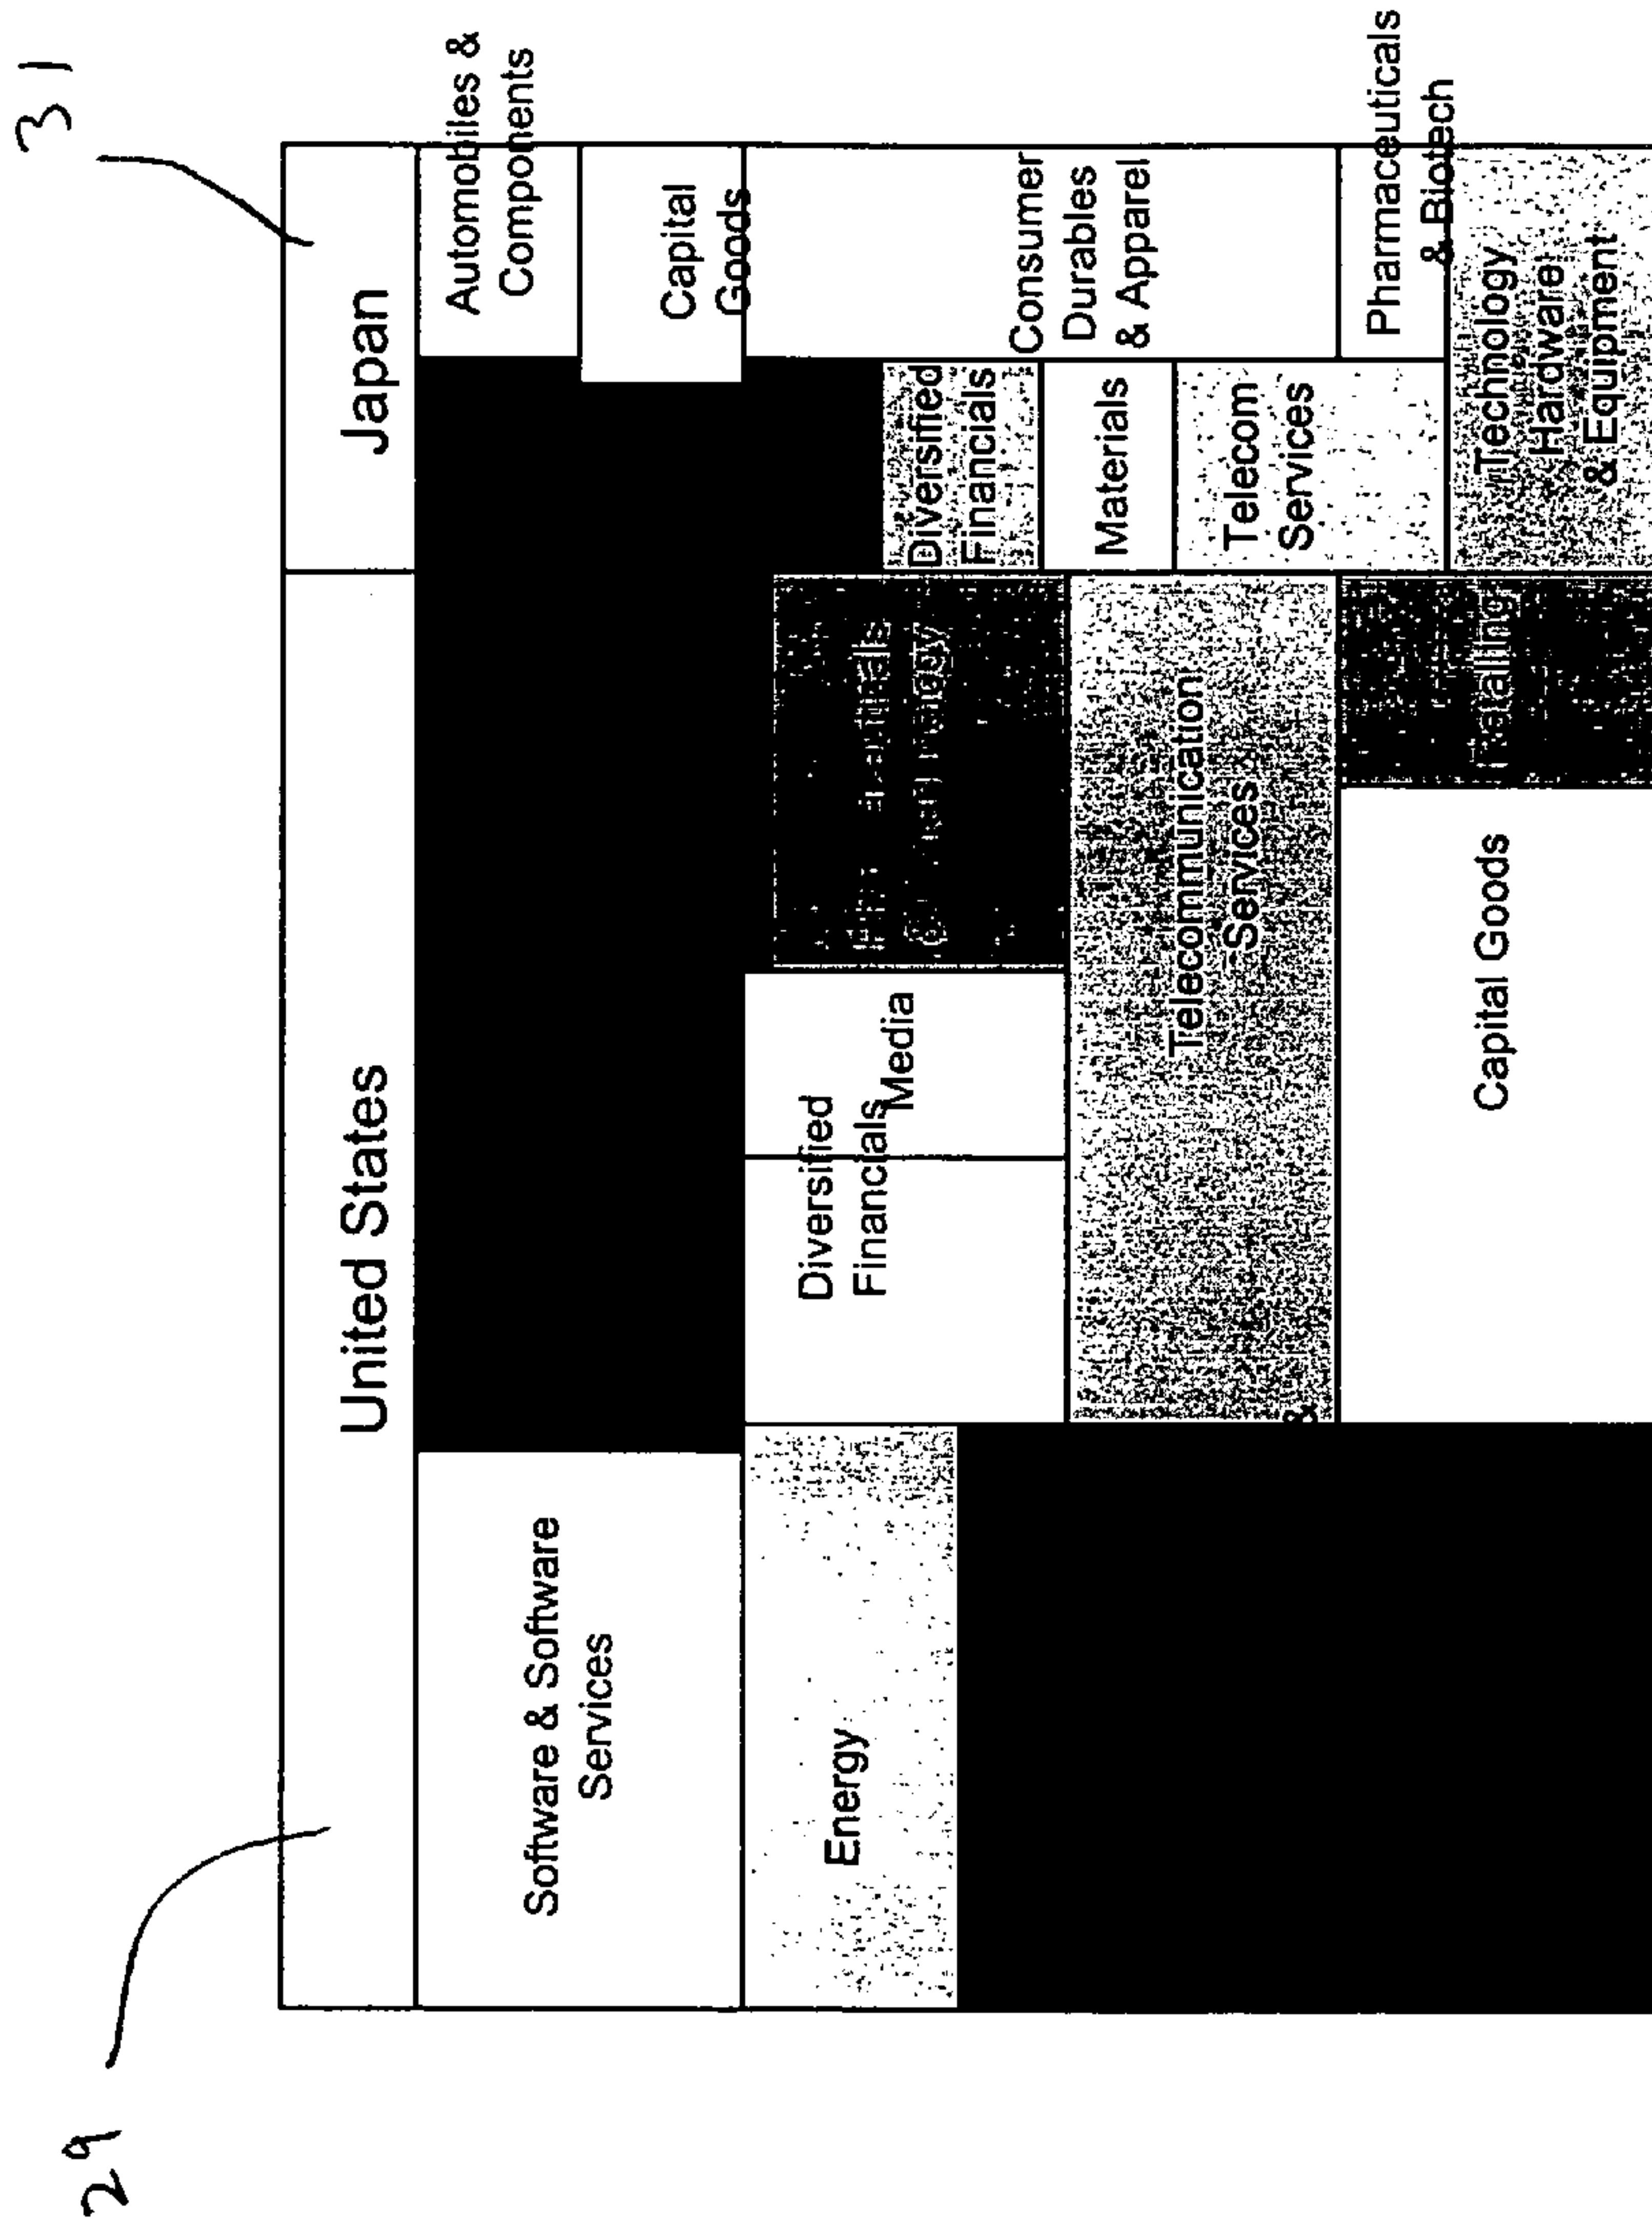 29
31
United States
Japan
Software & Software
Services
Automobiles &
Components
Capital
Goods
Energy
Diversified
Financials
Media
Diversified
Financials
Consumer
Durables
& Apparel
Materials
Telecommunication
Services
&
Telecom
Services
Pharmaceuticals
& Biotech
Capital Goods
Retailing
Technology
Hardware
& Equipment